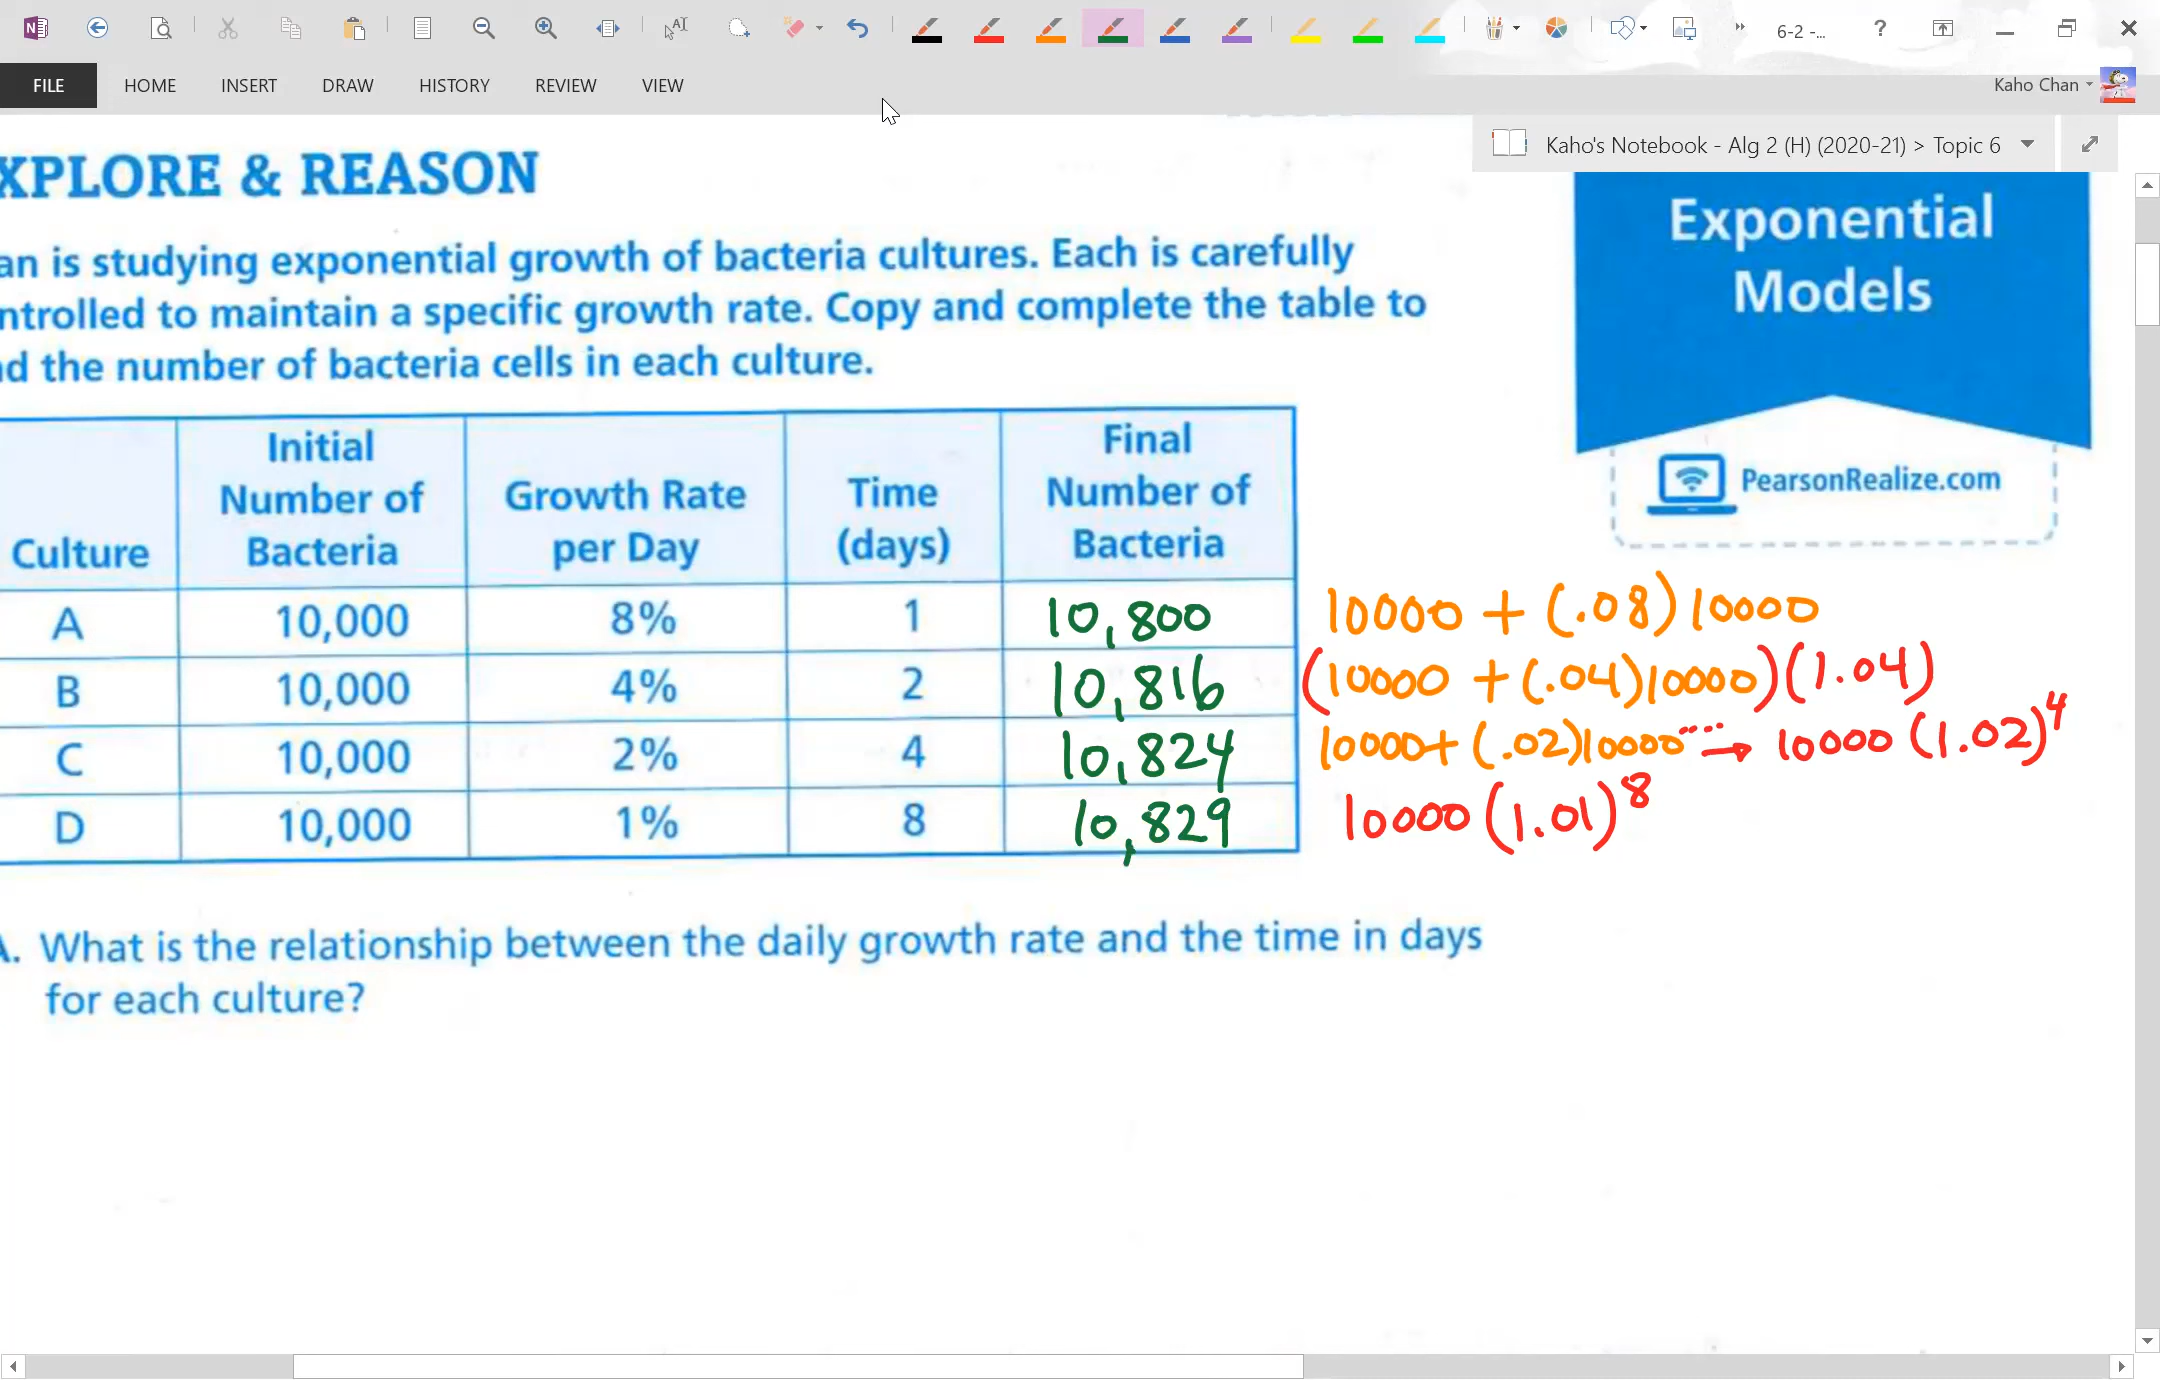 6-2 -...
FILE HOME INSERT DRAW HISTORY REVIEW VIEW
Kaho Chan
Kaho's Notebook - Alg 2 (H) (2020-21) > Topic 6
XPLORE & REASON
Exponential
Models
an is studying exponential growth of bacteria cultures. Each is carefully
ntrolled to maintain a specific growth rate. Copy and complete the table to
d the number of bacteria cells in each culture.
PearsonRealize.com
Culture Initial Number of Bacteria Growth Rate per Day Time (days) Final Number of Bacteria
A 10,000 8% 1 10,800 10000 + (.08)10000
B 10,000 4% 2 10,816 (10000 + (.04)10000)(1.04)
C 10,000 2% 4 10,824 10000+ (.02)10000 ....→ 10000(1.02)⁴
D 10,000 1% 8 10,829 10000(1.01)⁸
A. What is the relationship between the daily growth rate and the time in days
for each culture?